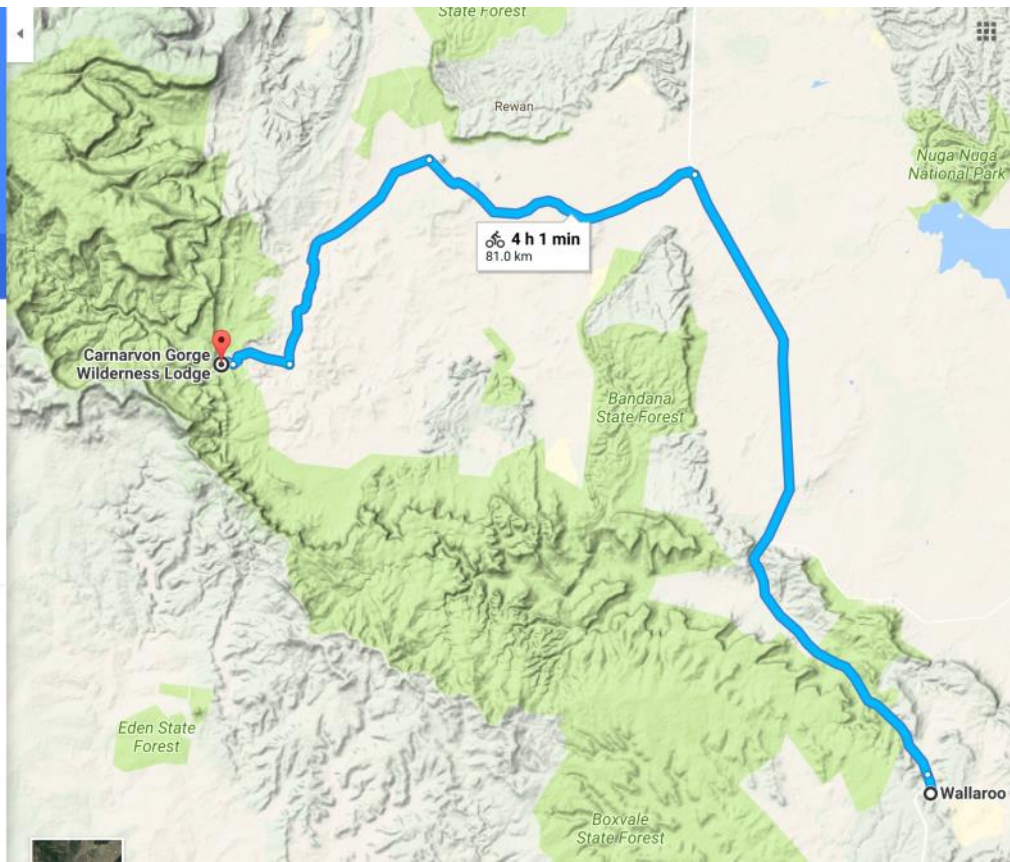 State Forest
Rewan
Nuga Nuga
National Park
4 h 1 min
81.0 km
Carnarvon Gorge
Wilderness Lodge
Bandana
State Forest
Eden State
Forest
Wallaroo
Boxvale
State Forest